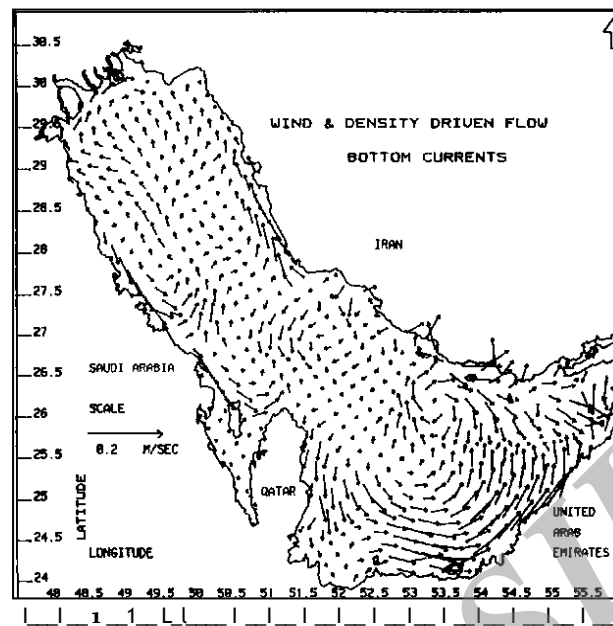 30.5
30
29.5
WIND & DENSITY DRIVEN FLOW
29
BOTTOM CURRENTS
28.5
28
IRAN
27.5
27
26.5
SAUDI ARABIA
26
SCALE
25.5
0.2 M/SEC
25
QATAR
LATITUDE
24.5
UNITED
ARAB
LONGITUDE
EMIRATES
24
48 48.5 49 49.5 50 50.5 51 51.5 52 52.5 53 53.5 54 54.5 55 55.5